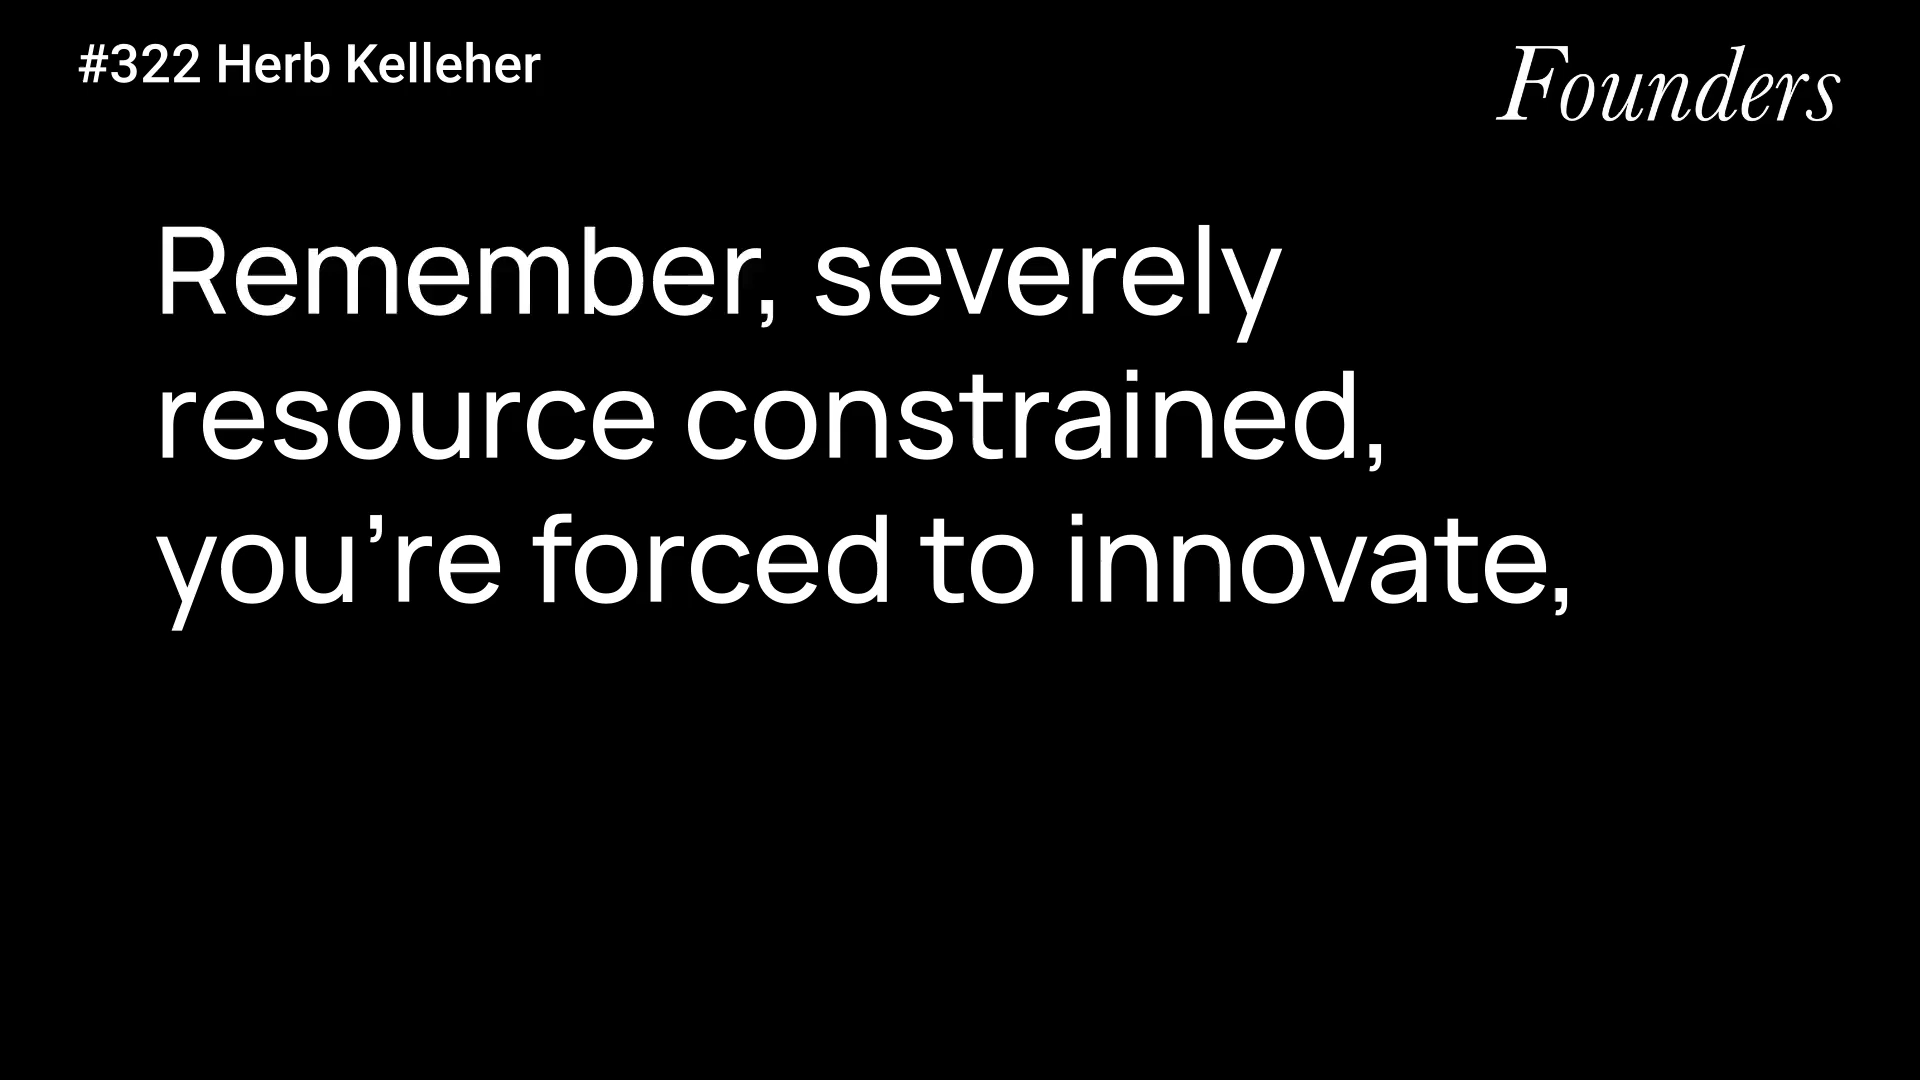 #322 Herb Kelleher
Founders
Remember, severely
resource constrained,
you’re forced to innovate,